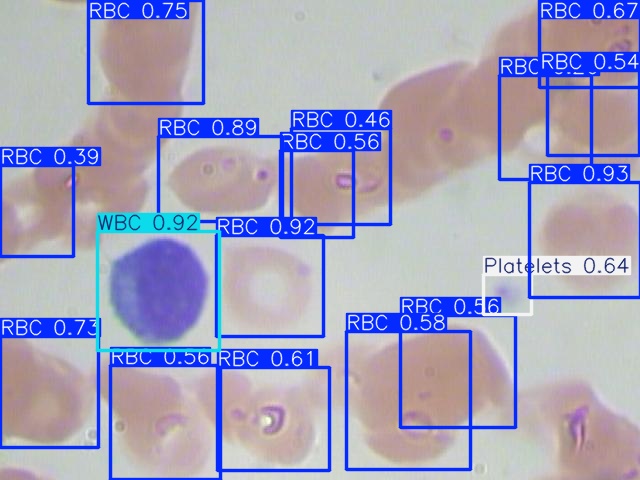 RBC 0.75
RBC 0.67
RBC 0.54
RBC 0.46
RBC 0.89
RBC 0.56
RBC 0.39
RBC 0.93
WBC 0.92
RBC 0.92
Platelets 0.64
RBC 0.56
RBC 0.58
RBC 0.73
RBC 0.56
RBC 0.61